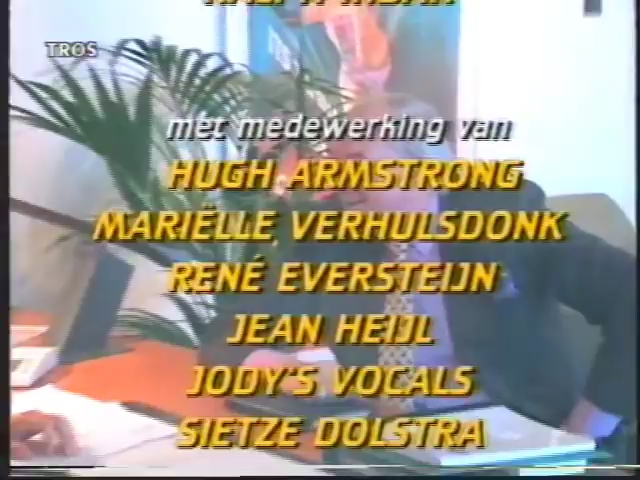 TROS
met medewerking van
HUGH ARMSTRONG
MARIËLLE VERHULSDONK
RENÉ EVERSTEIJN
JEAN HEIJL
JODY'S VOCALS
SIETZE DOLSTRA